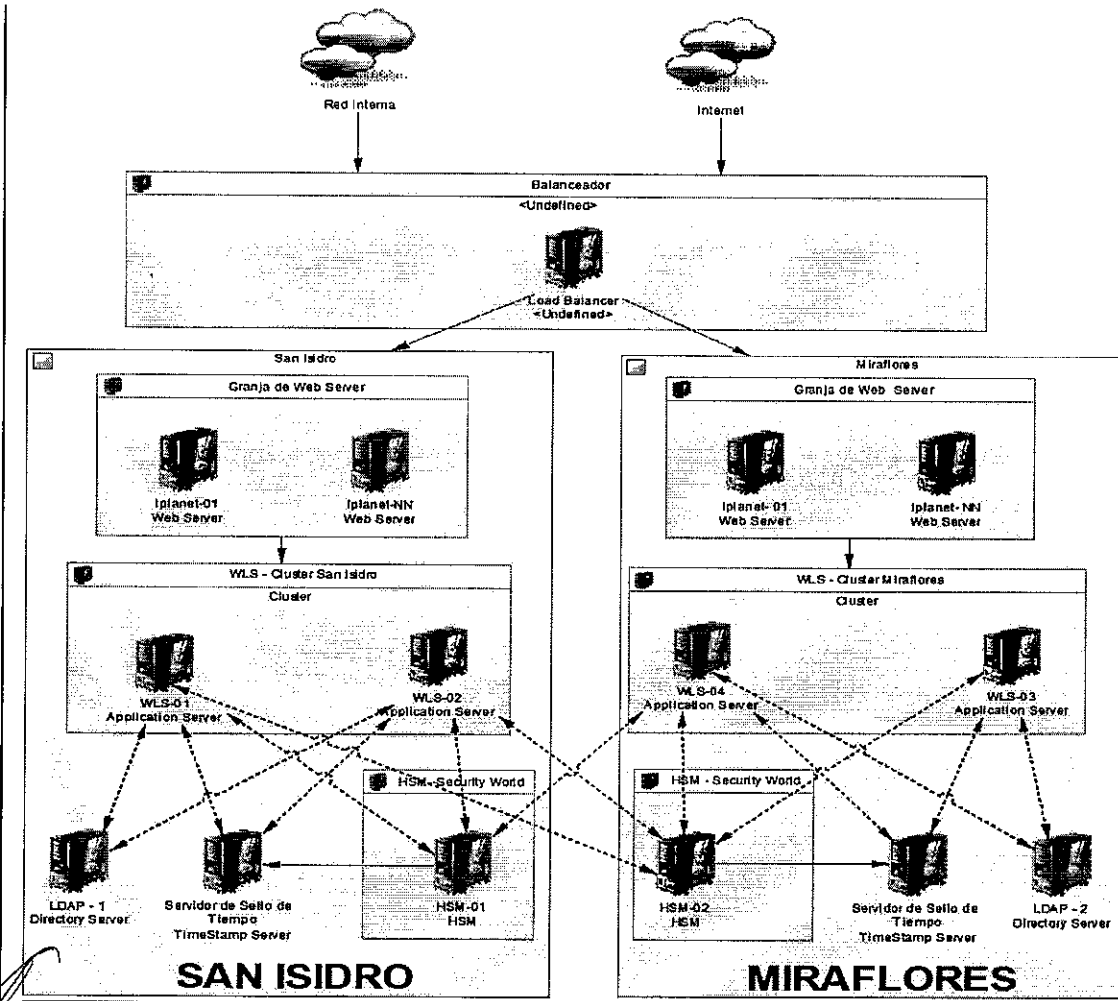 Red Interna
Internet
Balanceador
<Undefined>
Load Balancer
<Undefined>
San Isidro
Granja de Web Server
Iplanet-01
Web Server
Iplanet-NN
Web Server
WLS - Cluster San Isidro
Cluster
WLS-01
Application Server
WLS-02
Application Server
HSM - Security World
LDAP - 1
Directory Server
Servidor de Sello de
Tiempo
TimeStamp Server
HSM-01
HSM
SAN ISIDRO
Miraflores
Granja de Web Server
Iplanet- 01
Web Server
Iplanet- NN
Web Server
WLS - Cluster Miraflores
Cluster
WLS-04
Application Server
WLS-03
Application Server
HSM - Security World
HSM-02
HSM
Servidor de Sello de
Tiempo
TimeStamp Server
LDAP - 2
Directory Server
MIRAFLORES